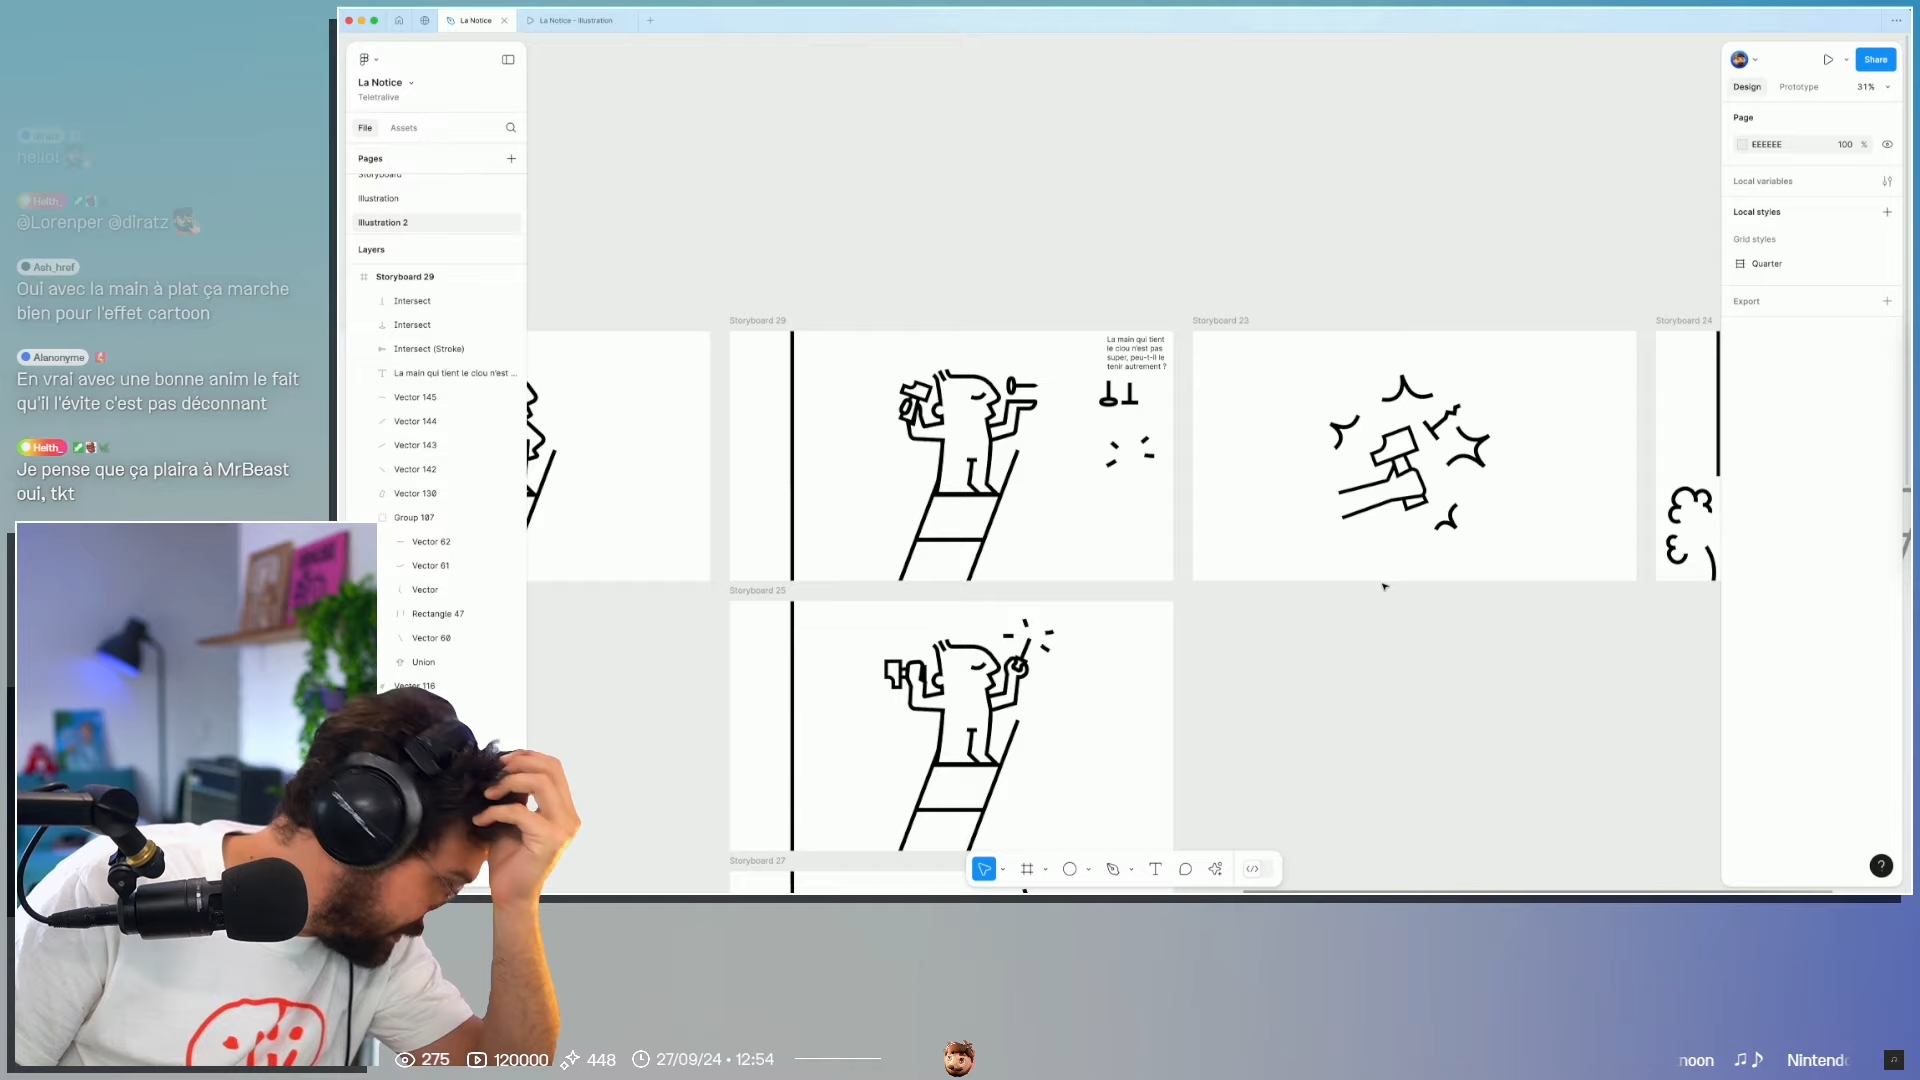 La Notice
La Notice - Illustration
La Notice
Teletralive
File
Assets
Pages
Storyboard
Illustration
Illustration 2
Layers
Storyboard 29
Intersect
Intersect
Intersect (Stroke)
La main qui tient le clou n'est ...
Vector 145
Vector 144
Vector 143
Vector 142
Vector 130
Group 107
Vector 62
Vector 61
Vector
Rectangle 47
Vector 60
Union
Vector 116
diratz
hello!
Helth_
@Lorenper @diratz
Ash_href
Oui avec la main à plat ça marche
bien pour l'effet cartoon
Alanonyme
En vrai avec une bonne anim le fait
qu'il l'évite c'est pas déconnant
Helth_
Je pense que ça plaira à MrBeast
oui, tkt
Storyboard 29
La main qui tient
le clou n'est pas
super, peu-t-il le
tenir autrement ?
Storyboard 23
Storyboard 24
Storyboard 25
Storyboard 27
Share
Design
Prototype
31%
Page
EEEEEE
100
%
Local variables
Local styles
Grid styles
Quarter
Export
?
275
120000
448
27/09/24 • 12:54
noon
Nintendo